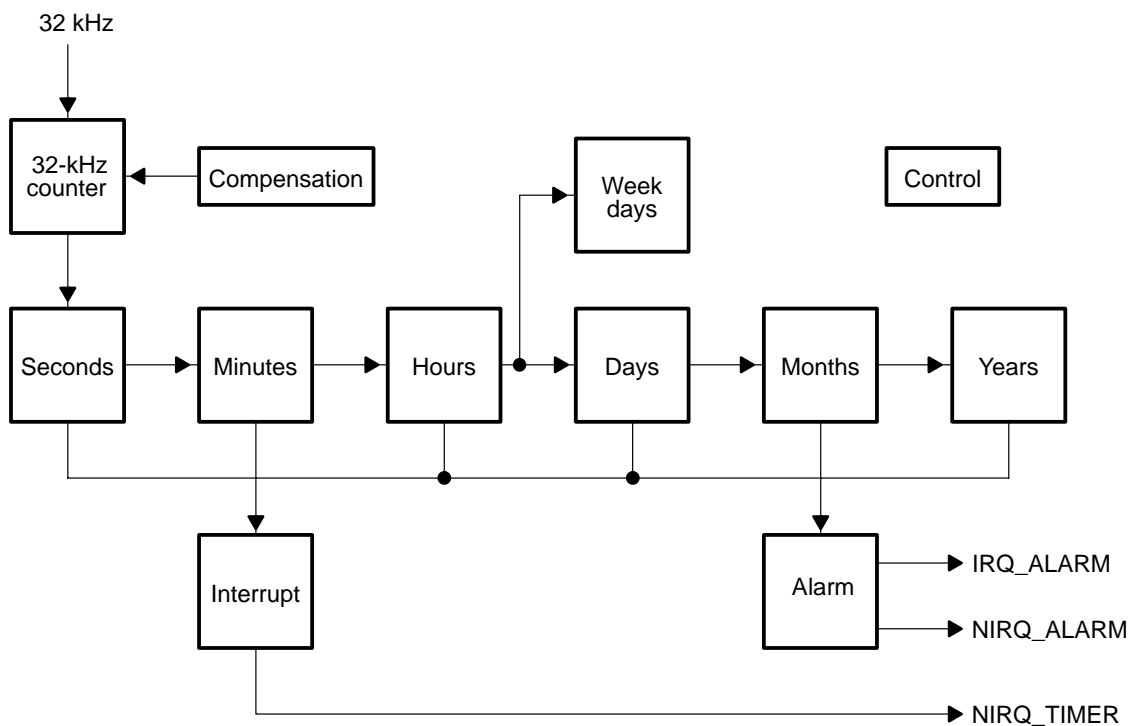 32 kHz
32-kHz
counter
Compensation
Week
days
Control
Seconds
Minutes
Hours
Days
Months
Years
Interrupt
Alarm
IRQ_ALARM
NIRQ_ALARM
NIRQ_TIMER